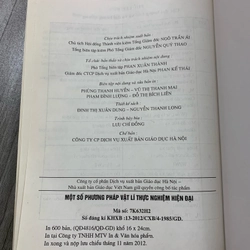 Chịu trách nhiệm xuất bản :
Chủ tịch Hội đồng Thành viên kiêm Tổng Giám đốc NGÔ TRẦN ÁI
Tổng biên tập kiêm Phó Tổng Giám đốc NGUYỄN QUÝ THAO
Tổ chức bản thảo và chịu trách nhiệm nội dung :
Phó Tổng biên tập PHAN XUÂN THÀNH
Giám đốc CTCP Dịch vụ xuất bản Giáo dục Hà Nội PHAN KẾ THÁI
Biên tập nội dung và sửa bản in :
PHÙNG THANH HUYỀN – VŨ THỊ THANH MAI
PHẠM ĐÌNH LƯỢNG – ĐỖ THỊ BÍCH LIÊN
Thiết kế sách :
ĐINH THỊ XUÂN DUNG – NGUYỄN THANH LONG
Trình bày bìa :
LƯU CHÍ ĐỒNG
Chế bản :
CÔNG TY CP DỊCH VỤ XUẤT BẢN GIÁO DỤC HÀ NỘI
Công ty cổ phần Dịch vụ xuất bản Giáo dục Hà Nội –
Nhà xuất bản Giáo dục Việt Nam giữ quyền công bố tác phẩm
MỘT SỐ PHƯƠNG PHÁP VẬT LÍ THỰC NGHIỆM HIỆN ĐẠI
Mã số: 7K632H2
Số đăng kí KHXB :13-2012/CXB/4-1985/GD.
In 600 bản, (QĐ4816/QĐ-GD) khổ 16 x 24cm.
In tại Công ty TNHH MTV In & Văn hóa phẩm.
In xong và nộp lưu chiểu tháng 11 năm 2012.